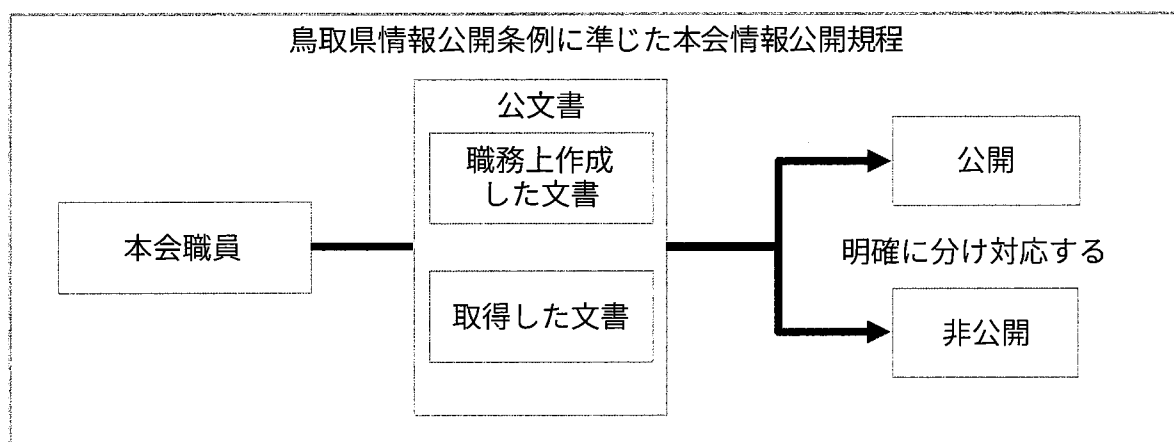 鳥取県情報公開条例に準じた本会情報公開規程
公文書
職務上作成
した文書
取得した文書
本会職員
公開
明確に分け対応する
非公開